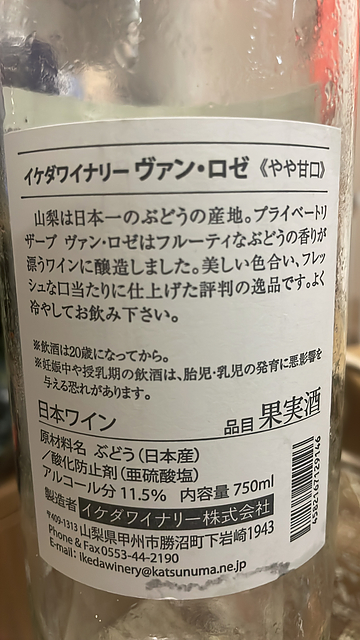 イケダワイナリー ヴァン・ロゼ 《やや甘口》
山梨は日本一のぶどうの産地。プライベートリ
ザーブ ヴァン・ロゼはフルーティなぶどうの香りが
漂うワインに醸造しました。美しい色合い、フレッ
シュな口当たりに仕上げた評判の逸品です。よく
冷やしてお飲み下さい。
※飲酒は20歳になってから。
※妊娠中や授乳期の飲酒は、胎児・乳児の発育に悪影響を
与える恐れがあります。
日本ワイン 品目 果実酒
原材料名 ぶどう(日本産)
/酸化防止剤(亜硫酸塩)
アルコール分 11.5% 内容量 750ml
製造者 イケダワイナリー株式会社
〒409-1313 山梨県甲州市勝沼町下岩崎1943
Phone & Fax 0553-44-2190
E-mail: ikedawinery@katsunuma.ne.jp
4582167129146